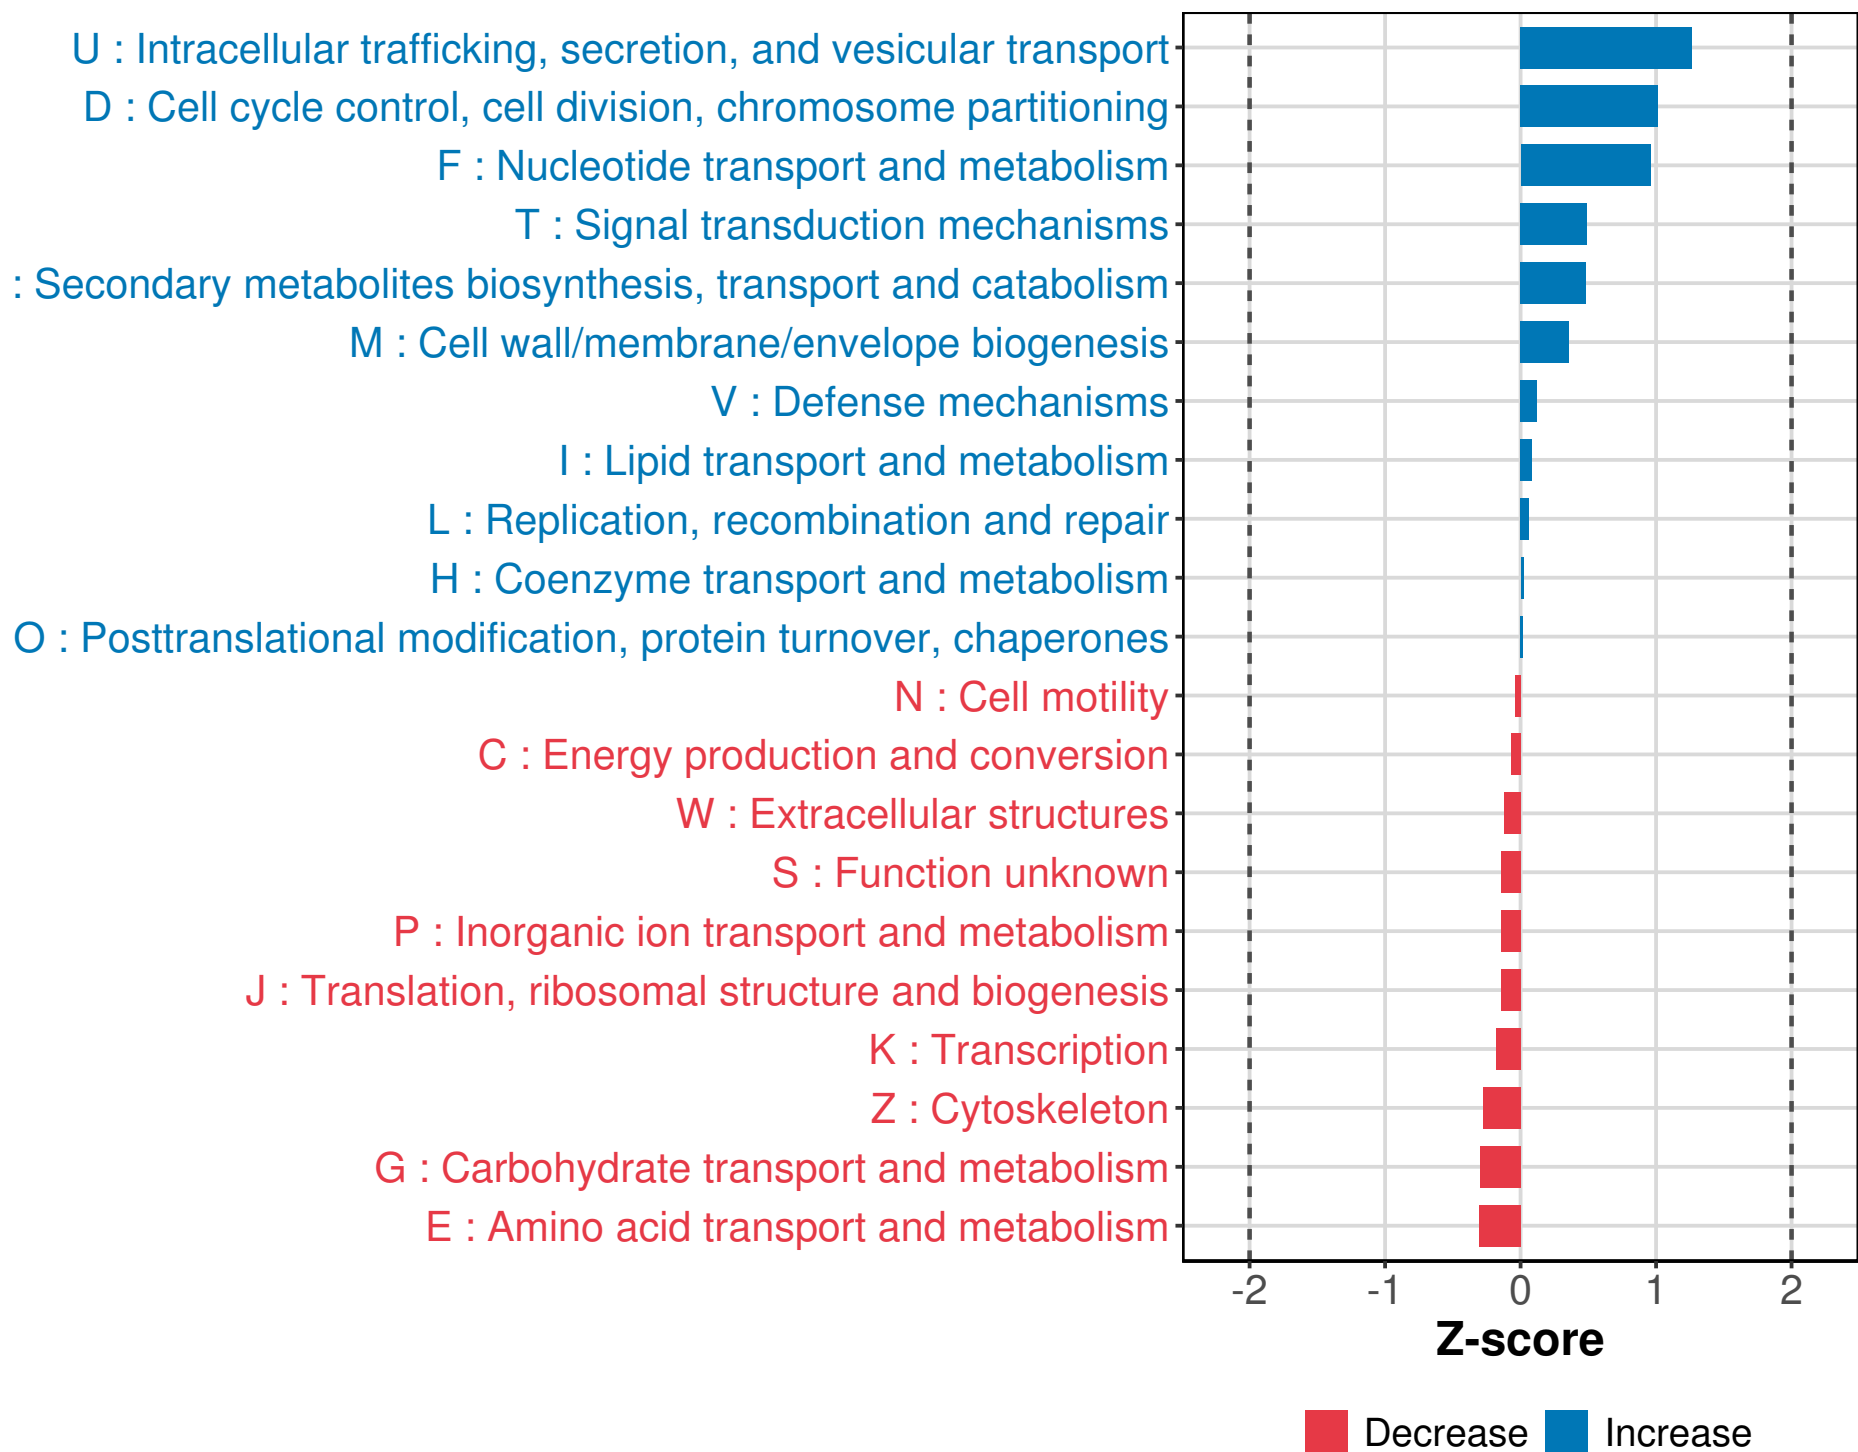 U : Intracellular trafficking, secretion, and vesicular transport
D : Cell cycle control, cell division, chromosome partitioning
F : Nucleotide transport and metabolism
T : Signal transduction mechanisms
: Secondary metabolites biosynthesis, transport and catabolism
M : Cell wall/membrane/envelope biogenesis
V : Defense mechanisms
I : Lipid transport and metabolism
L : Replication, recombination and repair
H : Coenzyme transport and metabolism
O : Posttranslational modification, protein turnover, chaperones
N : Cell motility
C : Energy production and conversion
W : Extracellular structures
S : Function unknown
P : Inorganic ion transport and metabolism
J : Translation, ribosomal structure and biogenesis
K : Transcription
Z : Cytoskeleton
G : Carbohydrate transport and metabolism
E : Amino acid transport and metabolism
-2 -1 0 1 2
Z-score
Decrease Increase